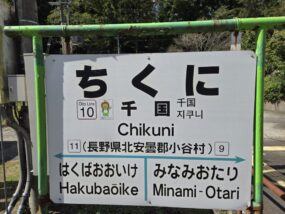 ちくに
Oito Line
10
千国
千国
지쿠니
Chikuni
11 (長野県北安曇郡小谷村) 9
はくばおおいけ みなみおたり
Hakubaōike Minami-Otari